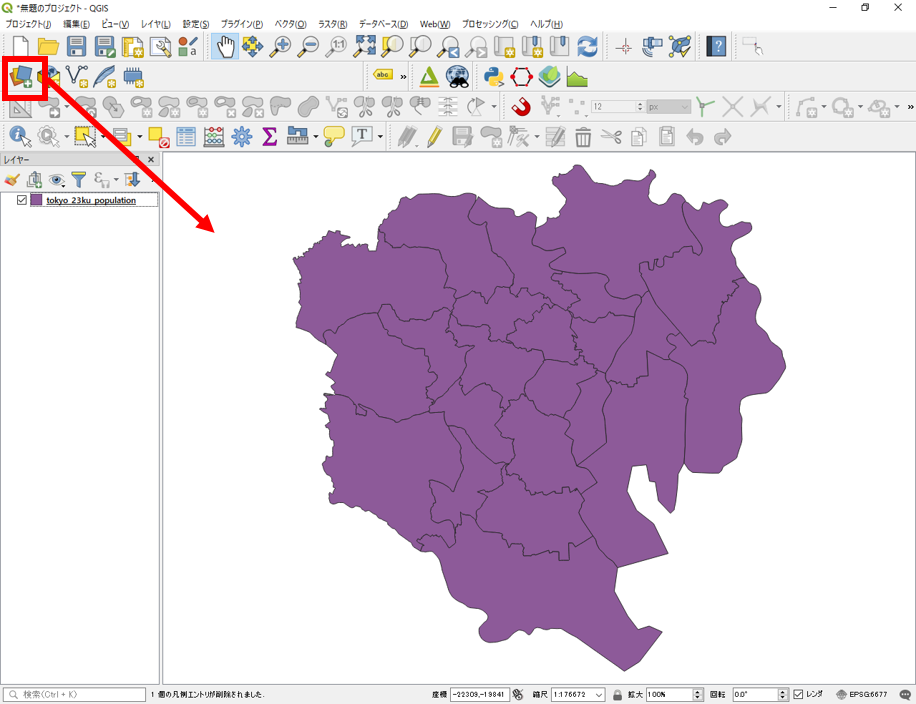 *無題のプロジェクト - QGIS
プロジェクト(J) 編集(E) ビュー(V) レイヤ(L) 設定(S) プラグイン(P) ベクタ(O) ラスタ(R) データベース(D) Web(W) プロセッシング(C) ヘルプ(H)
1:1
a
?
abc
»
12 px »
T
レイヤー
tokyo_23ku_population
検索(Ctrl + K) 1 個の凡例エントリが削除されました. 座標 -22309,-19841 縮尺 1:176672 拡大 100% 回転 0.0° レンダ EPSG:6677